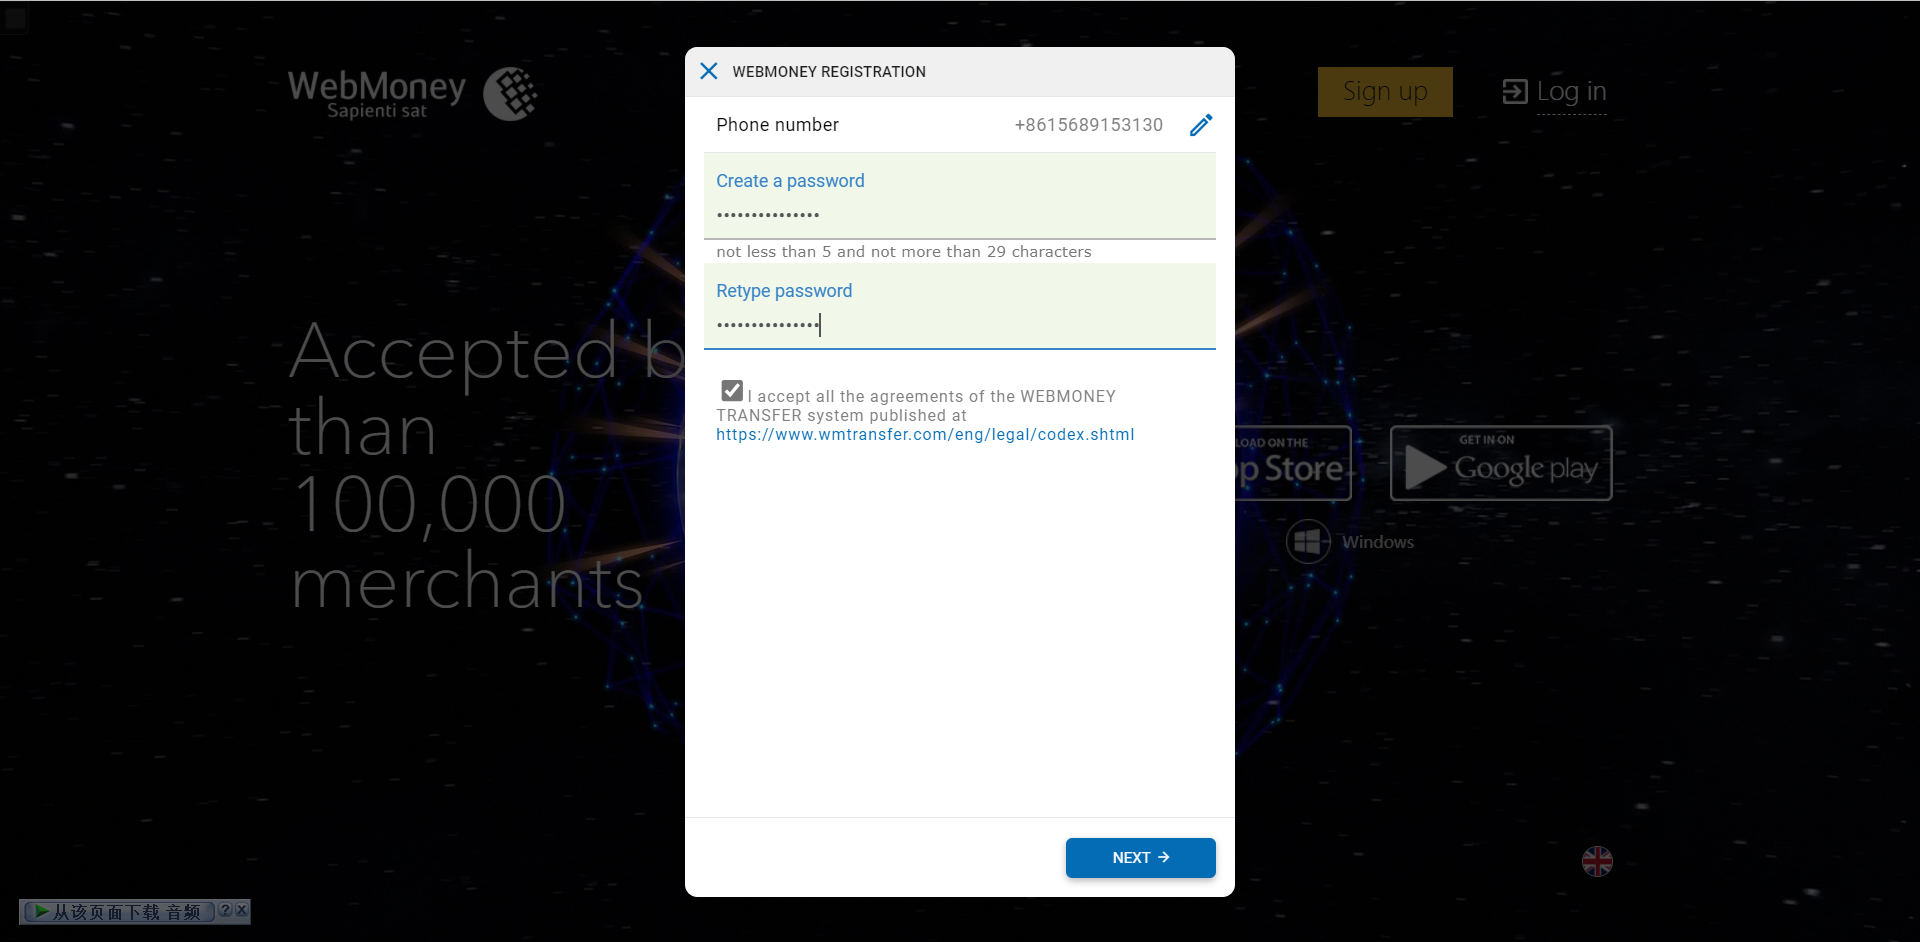 WEBMONEY REGISTRATION
WebMoney
Sapienti sat
Sign up
Log in
Phone number +8615689153130
Create a password
•••••••••••••••
not less than 5 and not more than 29 characters
Retype password
•••••••••••••••
I accept all the agreements of the WEBMONEY
TRANSFER system published at
https://www.wmtransfer.com/eng/legal/codex.shtml
Accepted b
than
100,000
merchants
LOAD ON THE
p Store
GET IN ON
Google play
Windows
NEXT
从该页面下载 音频
?
X